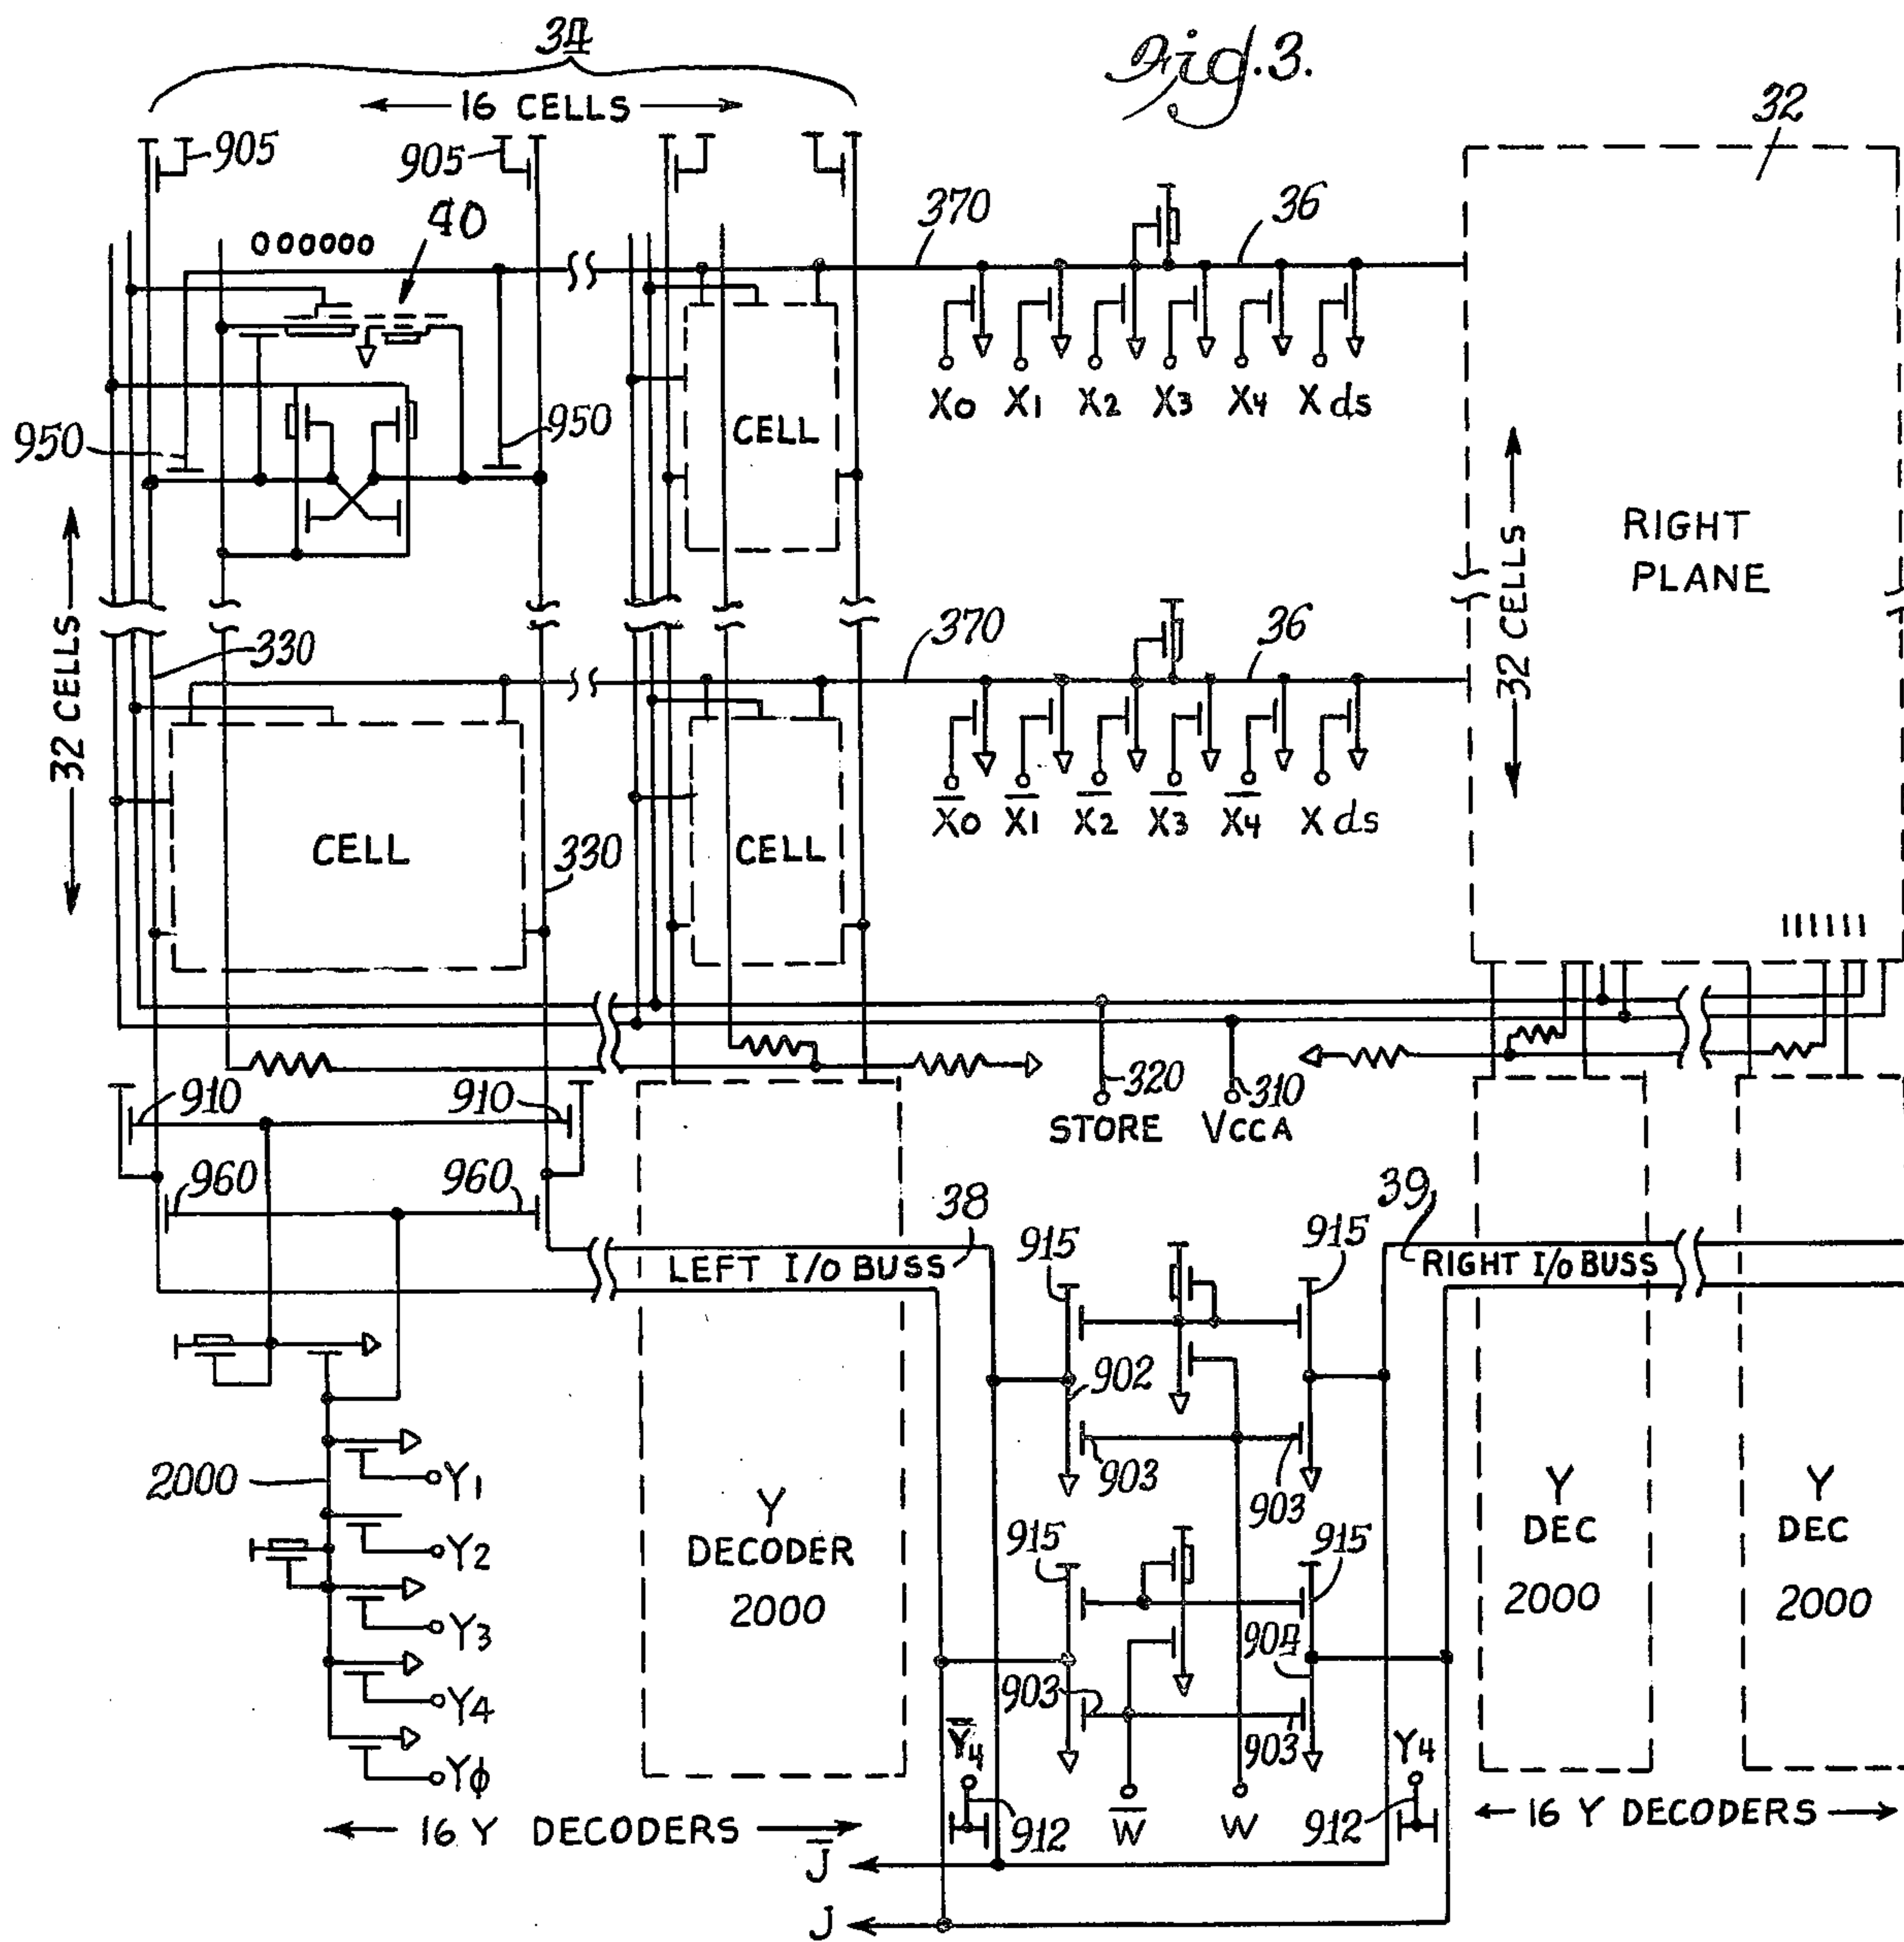 Fig. 3.
34
16 CELLS
32
905
905
40
370
36
000000
X0 X1 X2 X3 X4 X ds
CELL
950
950
RIGHT
PLANE
32 CELLS
32 CELLS
330
370
36
X̅0 X̅1 X̅2 X̅3 X̅4 X ds
CELL
330
CELL
111111
320
310
STORE VCCA
910
910
960
960
38
39
LEFT I/O BUSS
915
915
RIGHT I/O BUSS
902
903
903
2000
Y1
Y2
Y3
Y4
Yϕ
Y
DECODER
2000
915
915
904
903
903
Y
DEC
2000
Y
DEC
2000
Y̅4
912
W̅
W
Y4
912
16 Y DECODERS
16 Y DECODERS
J̅
J